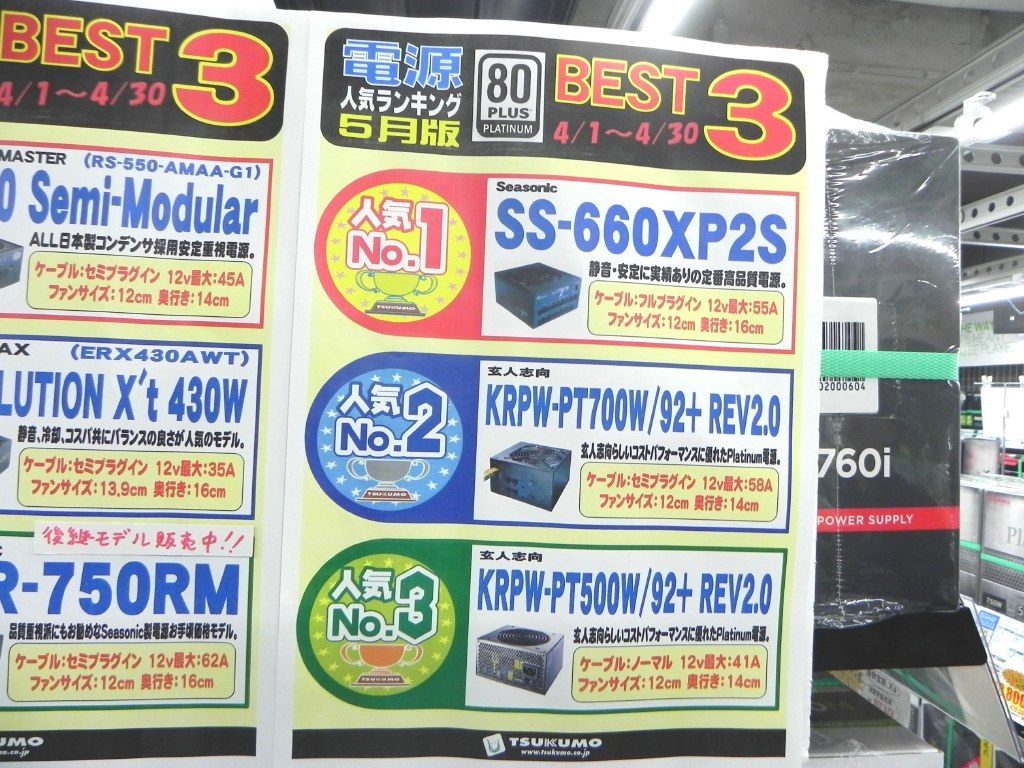 BEST 3
4/1～4/30
MASTER (RS-550-AMAA-G1)
0 Semi-Modular
ALL日本製コンデンサ採用安定重視電源。
ケーブル:セミプラグイン 12v最大:45A
ファンサイズ:12cm 奥行き:14cm
AX (ERX430AWT)
LUTION X't 430W
静音、冷却、コスパ共にバランスの良さが人気のモデル。
ケーブル:セミプラグイン 12v最大:35A
ファンサイズ:13,9cm 奥行き:16cm
後継モデル販売中!!
R-750RM
品質重視派にもお勧めなSeasonic製電源お手頃価格モデル。
ケーブル:セミプラグイン 12v最大:62A
ファンサイズ:12cm 奥行き:16cm
UMO
mo.co.jp
電源
人気ランキング
5月版
80
PLUS
PLATINUM
BEST 3
4/1～4/30
人気
No.1
TSUKUMO
Seasonic
SS-660XP2S
静音・安定に実績ありの定番高品質電源。
ケーブル:フルプラグイン 12v最大:55A
ファンサイズ:12cm 奥行き:16cm
人気
No.2
TSUKUMO
玄人志向
KRPW-PT700W/92+ REV2.0
玄人志向らしいコストパフォーマンスに優れたPlatinum電源。
ケーブル:セミプラグイン 12v最大:58A
ファンサイズ:12cm 奥行き:14cm
人気
No.3
TSUKUMO
玄人志向
KRPW-PT500W/92+ REV2.0
玄人志向らしいコストパフォーマンスに優れたPlatinum電源。
ケーブル:ノーマル 12v最大:41A
ファンサイズ:12cm 奥行き:14cm
TSUKUMO
www.tsukumo.co.jp
02000604
760i
POWER SUPPLY
THE WAY
750W